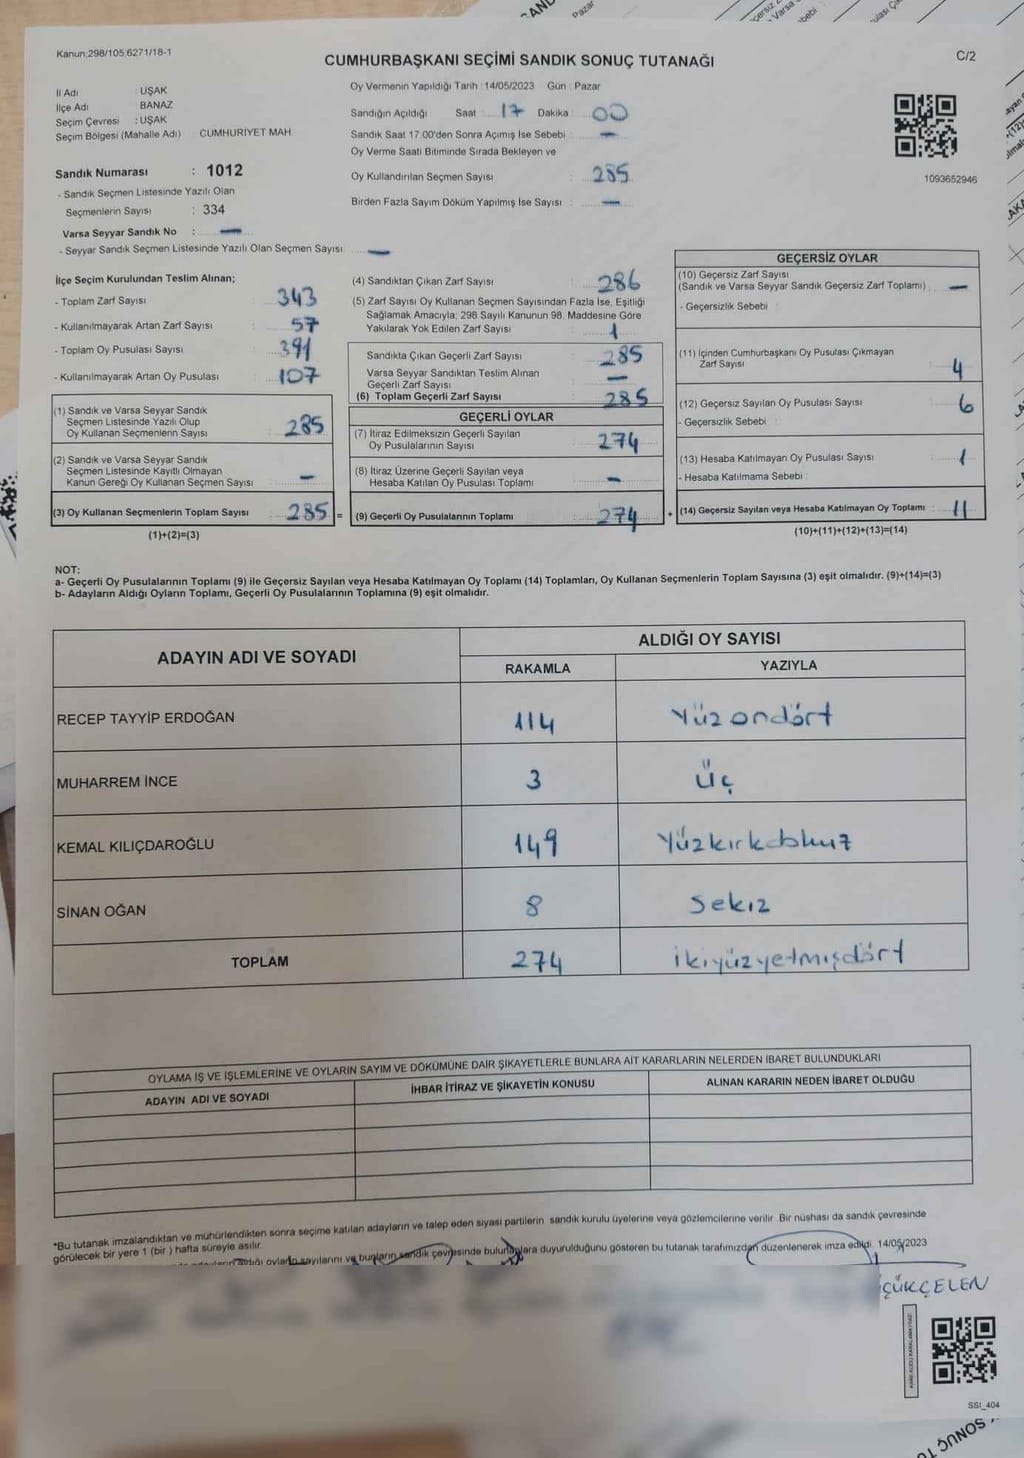 Kanun:298/105,6271/18-1
CUMHURBAŞKANI SEÇİMİ SANDIK SONUÇ TUTANAĞI
C/2
İl Adı : UŞAK
İlçe Adı : BANAZ
Seçim Çevresi : UŞAK
Seçim Bölgesi (Mahalle Adı) CUMHURİYET MAH.
Sandık Numarası : 1012
- Sandık Seçmen Listesinde Yazılı Olan
Seçmenlerin Sayısı : 334
Varsa Seyyar Sandık No : —
- Seyyar Sandık Seçmen Listesinde Yazılı Olan Seçmen Sayısı: —
Oy Vermenin Yapıldığı Tarih : 14/05/2023 Gün : Pazar
Sandığın Açıldığı Saat : 17 Dakika : 00
Sandık Saat 17.00'den Sonra Açımış İse Sebebi : —
Oy Verme Saati Bitiminde Sırada Bekleyen ve
Oy Kullandırılan Seçmen Sayısı : 285
Birden Fazla Sayım Döküm Yapılmış İse Sayısı : —
1093652946
İlçe Seçim Kurulundan Teslim Alınan;
- Toplam Zarf Sayısı : 343
- Kullanılmayarak Artan Zarf Sayısı : 57
- Toplam Oy Pusulası Sayısı : 391
- Kullanılmayarak Artan Oy Pusulası : 107
(1) Sandık ve Varsa Seyyar Sandık
Seçmen Listesinde Yazılı Olup
Oy Kullanan Seçmenlerin Sayısı : 285
(2) Sandık ve Varsa Seyyar Sandık
Seçmen Listesinde Kayıtlı Olmayan
Kanun Gereği Oy Kullanan Seçmen Sayısı : —
(3) Oy Kullanan Seçmenlerin Toplam Sayısı : 285 =
(1)+(2)=(3)
(4) Sandıktan Çıkan Zarf Sayısı : 286
(5) Zarf Sayısı Oy Kullanan Seçmen Sayısından Fazla İse, Eşitliği
Sağlamak Amacıyla; 298 Sayılı Kanunun 98. Maddesine Göre
Yakılarak Yok Edilen Zarf Sayısı : 1
Sandıkta Çıkan Geçerli Zarf Sayısı : 285
Varsa Seyyar Sandıktan Teslim Alınan
Geçerli Zarf Sayısı : —
(6) Toplam Geçerli Zarf Sayısı : 285
GEÇERLİ OYLAR
(7) İtiraz Edilmeksizin Geçerli Sayılan
Oy Pusulalarının Sayısı : 274
(8) İtiraz Üzerine Geçerli Sayılan veya
Hesaba Katılan Oy Pusulası Toplamı : —
(9) Geçerli Oy Pusulalarının Toplamı : 274 +
GEÇERSİZ OYLAR
(10) Geçersiz Zarf Sayısı
(Sandık ve Varsa Seyyar Sandık Geçersiz Zarf Toplamı) : —
- Geçersizlik Sebebi :
(11) İçinden Cumhurbaşkanı Oy Pusulası Çıkmayan
Zarf Sayısı : 4
(12) Geçersiz Sayılan Oy Pusulası Sayısı : 6
- Geçersizlik Sebebi :
(13) Hesaba Katılmayan Oy Pusulası Sayısı : 1
- Hesaba Katılmama Sebebi :
(14) Geçersiz Sayılan veya Hesaba Katılmayan Oy Toplamı : 11
(10)+(11)+(12)+(13)=(14)
NOT:
a- Geçerli Oy Pusulalarının Toplamı (9) ile Geçersiz Sayılan veya Hesaba Katılmayan Oy Toplamı (14) Toplamları, Oy Kullanan Seçmenlerin Toplam Sayısına (3) eşit olmalıdır. (9)+(14)=(3)
b- Adayların Aldığı Oyların Toplamı, Geçerli Oy Pusulalarının Toplamına (9) eşit olmalıdır.
ADAYIN ADI VE SOYADI
ALDIĞI OY SAYISI
RAKAMLA YAZIYLA
RECEP TAYYİP ERDOĞAN 114 Yüzondört
MUHARREM İNCE 3 Üç
KEMAL KILIÇDAROĞLU 149 Yüzkırkdokuz
SİNAN OĞAN 8 Sekiz
TOPLAM 274 ikiyüzyetmişdört
OYLAMA İŞ VE İŞLEMLERİNE VE OYLARIN SAYIM VE DÖKÜMÜNE DAİR ŞİKAYETLERLE BUNLARA AİT KARARLARIN NELERDEN İBARET BULUNDUKLARI
ADAYIN ADI VE SOYADI İHBAR İTİRAZ VE ŞİKAYETİN KONUSU ALINAN KARARIN NEDEN İBARET OLDUĞU
*Bu tutanak imzalandıktan ve mühürlendikten sonra seçime katılan adayların ve talep eden siyasi partilerin sandık kurulu üyelerine veya gözlemcilerine verilir. Bir nüshası da sandık çevresinde
görülecek bir yere 1 (bir) hafta süreyle asılır.
aldığı oyların sayılarını ve bunların sandık çevresinde bulunanlara duyurulduğunu gösteren bu tutanak tarafımızdan düzenlenerek imza edildi. 14/05/2023
ÇÜKÇELEN
SSI_404